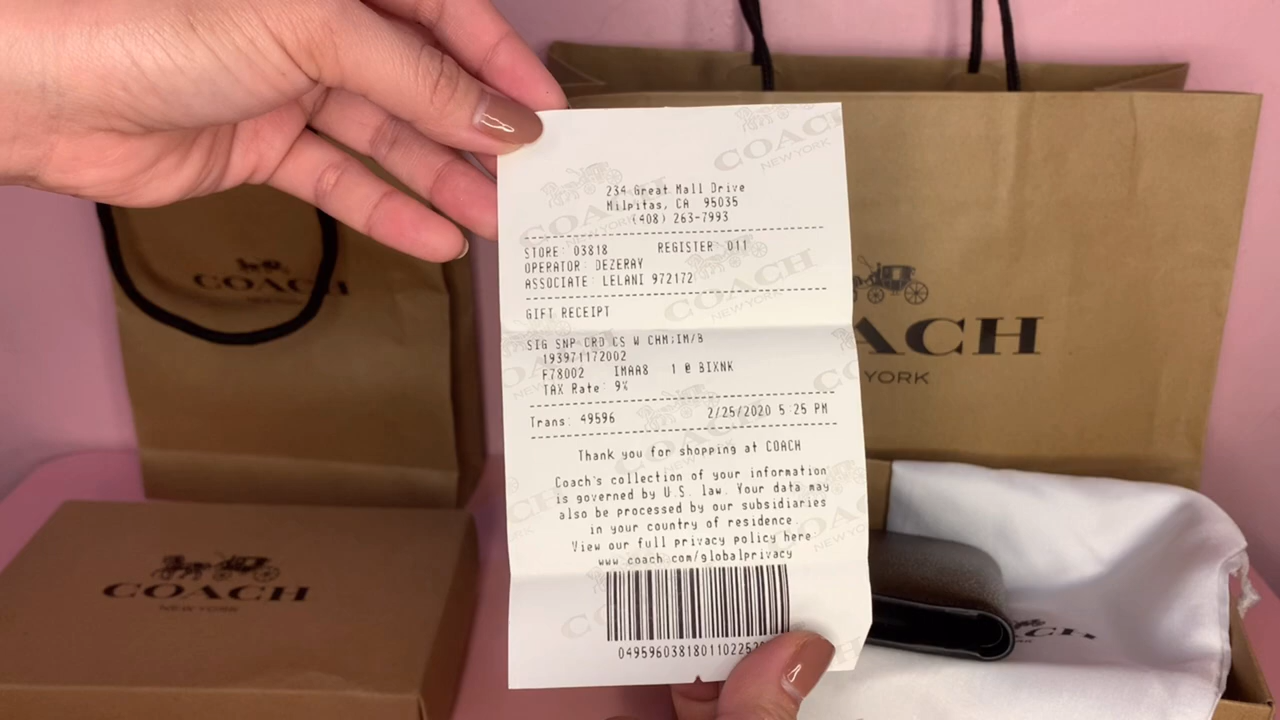 234 Great Mall Drive
Milpitas, CA 95035
(408) 263-7993
STORE: 03818 REGISTER 011
OPERATOR: DEZERAY
ASSOCIATE: LELANI 972172
GIFT RECEIPT
SIG SNP CRD CS W CHM;IM/B
193971172002
F78002 IMAA8 1 @ BIXNK
TAX Rate: 9%
Trans: 49596 2/25/2020 5:25 PM
Thank you for shopping at COACH
Coach's collection of your information
is governed by U.S. law. Your data may
also be processed by our subsidiaries
in your country of residence.
View our full privacy policy here:
www.coach.com/globalprivacy
COACH
NEW YORK
COACH
COACH
NEW YORK
ACH
YORK